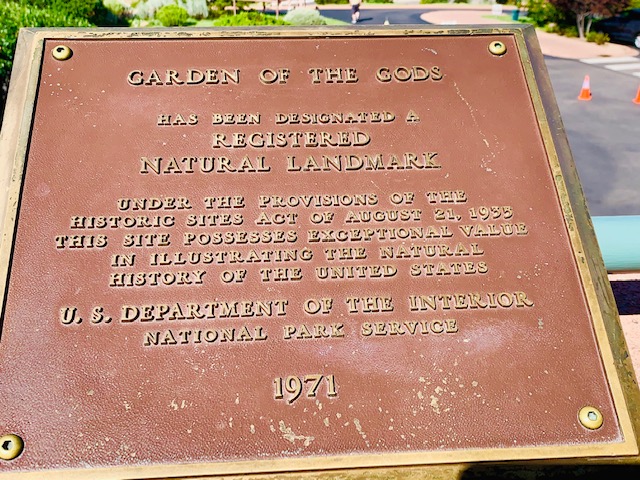 GARDEN OF THE GODS
HAS BEEN DESIGNATED A
REGISTERED
NATURAL LANDMARK
UNDER THE PROVISIONS OF THE
HISTORIC SITES ACT OF AUGUST 21, 1935
THIS SITE POSSESSES EXCEPTIONAL VALUE
IN ILLUSTRATING THE NATURAL
HISTORY OF THE UNITED STATES
U. S. DEPARTMENT OF THE INTERIOR
NATIONAL PARK SERVICE
1971